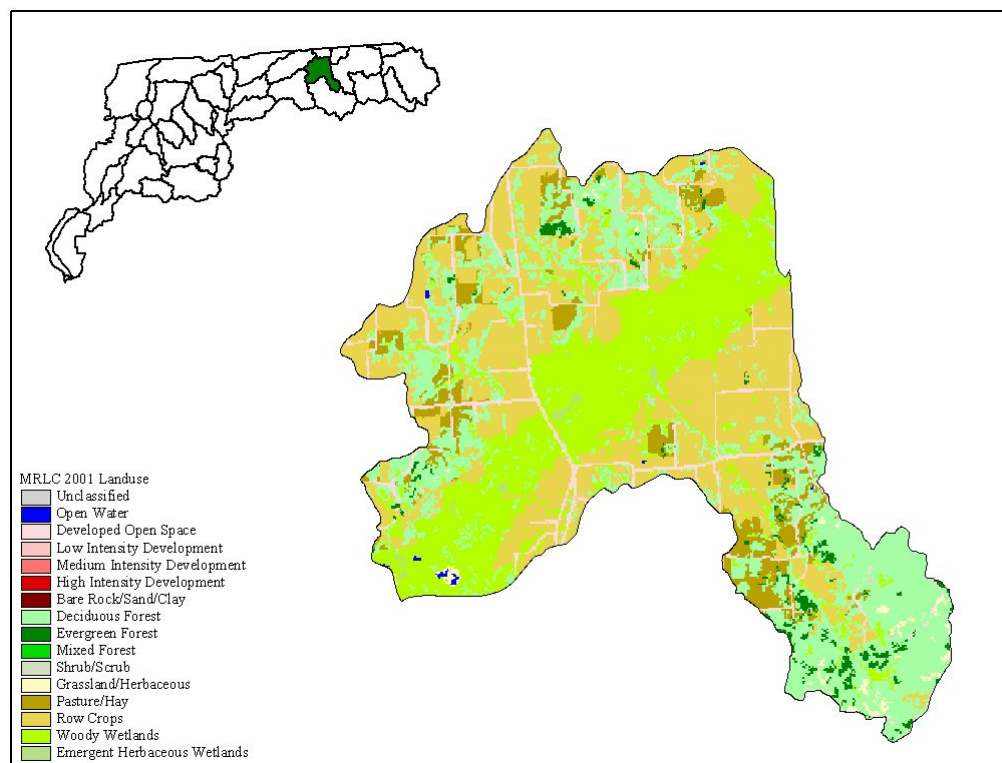 MRLC 2001 Landuse
Unclassified
Open Water
Developed Open Space
Low Intensity Development
Medium Intensity Development
High Intensity Development
Bare Rock/Sand/Clay
Deciduous Forest
Evergreen Forest
Mixed Forest
Shrub/Scrub
Grassland/Herbaceous
Pasture/Hay
Row Crops
Woody Wetlands
Emergent Herbaceous Wetlands